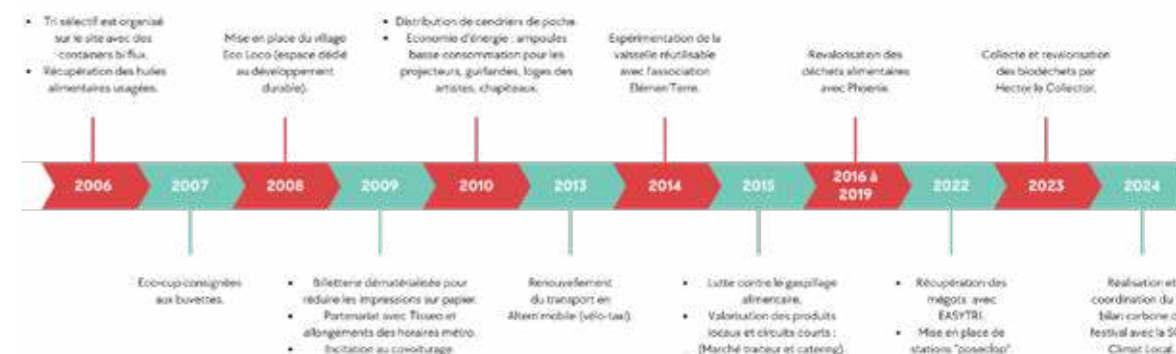 • Tri sélectif est organisé
sur le site avec des
containers bi flux.
• Récupération des huiles
alimentaires usagées.
Mise en place du village
Eco Loco (espace dédié
au développement
durable).
• Distribution de cendriers de poche
• Economie d'énergie : ampoules
basse consommation pour les
projecteurs, guirlandes, loges des
artistes, chapiteaux.
Expérimentation de la
vaisselle réutilisable
avec l'association
Elémen'Terre.
Revalorisation des
déchets alimentaires
avec Phoenix.
Collecte et revalorisation
des biodéchets par
Hector le Collector.
2006
2007
2008
2009
2010
2013
2014
2015
2016 à
2019
2022
2023
2024
Eco-cup consignées
aux buvettes.
• Billetterie dématérialisée pour
réduire les impressions sur papier.
• Partenariat avec Tisseo et
allongements des horaires métro.
• Incitation au covoiturage
Renouvellement
du transport en
Altern'mobile (vélo-taxi)
• Lutte contre le gaspillage
alimentaire.
• Valorisation des produits
locaux et circuits courts :
(Marché traiteur et catering)
• Récupération des
mégots avec
EASYTRI.
• Mise en place de
stations "poseclop".
Réalisation et
coordination du
bilan carbone d
festival avec la
Climat Local